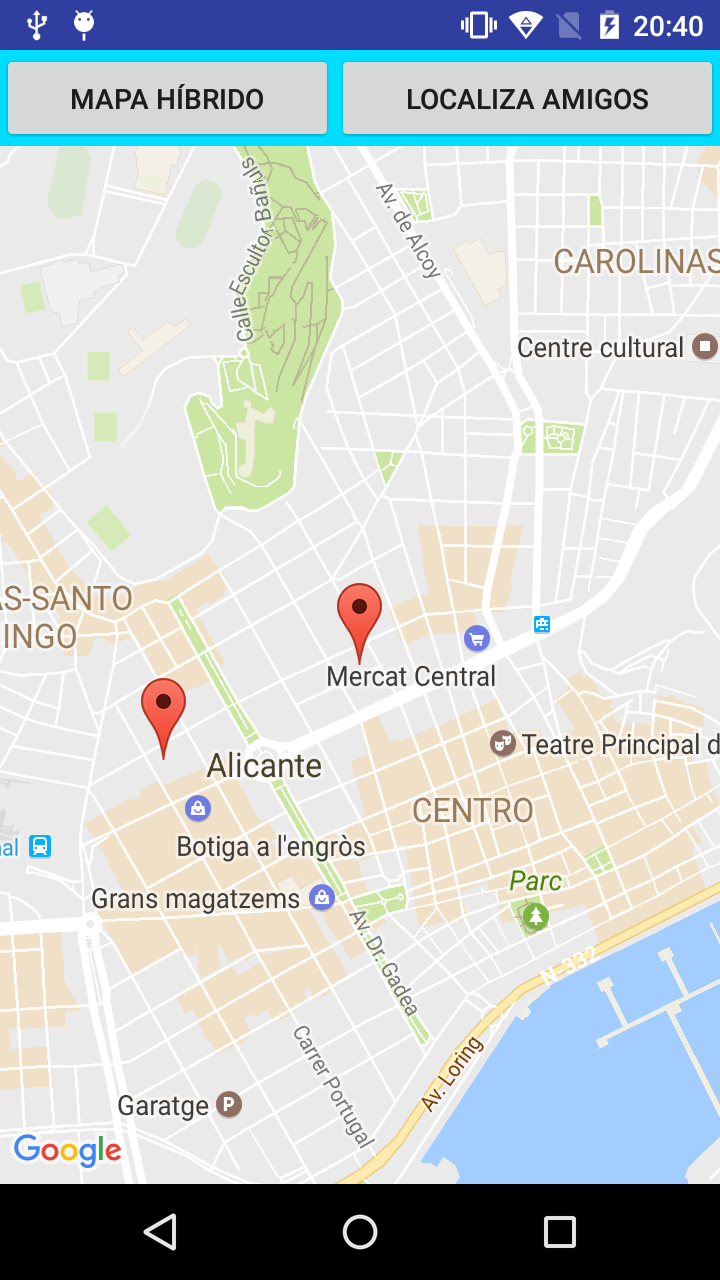 20:40
MAPA HÍBRIDO
LOCALIZA AMIGOS
Calle Escultor Bañuls
Av. de Alcoy
CAROLINAS
Centre cultural
AS-SANTO
INGO
Mercat Central
Teatre Principal d
Alicante
CENTRO
Botiga a l'engròs
al
Parc
Grans magatzems
Av. Dr. Gadea
N-332
Av. Loring
Carrer Portugal
Garatge
P
Google